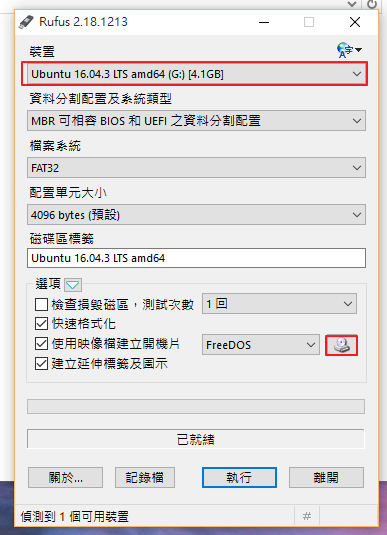 Rufus 2.18.1213
裝置
Ubuntu 16.04.3 LTS amd64 (G:) [4.1GB]
資料分割配置及系統類型
MBR 可相容 BIOS 和 UEFI 之資料分割配置
檔案系統
FAT32
配置單元大小
4096 bytes (預設)
磁碟區標籤
Ubuntu 16.04.3 LTS amd64
選項
檢查損毀磁區，測試次數 1 回
快速格式化
使用映像檔建立開機片 FreeDOS
建立延伸標籤及圖示
已就緒
關於... 記錄檔 執行 離開
偵測到 1 個可用裝置 #